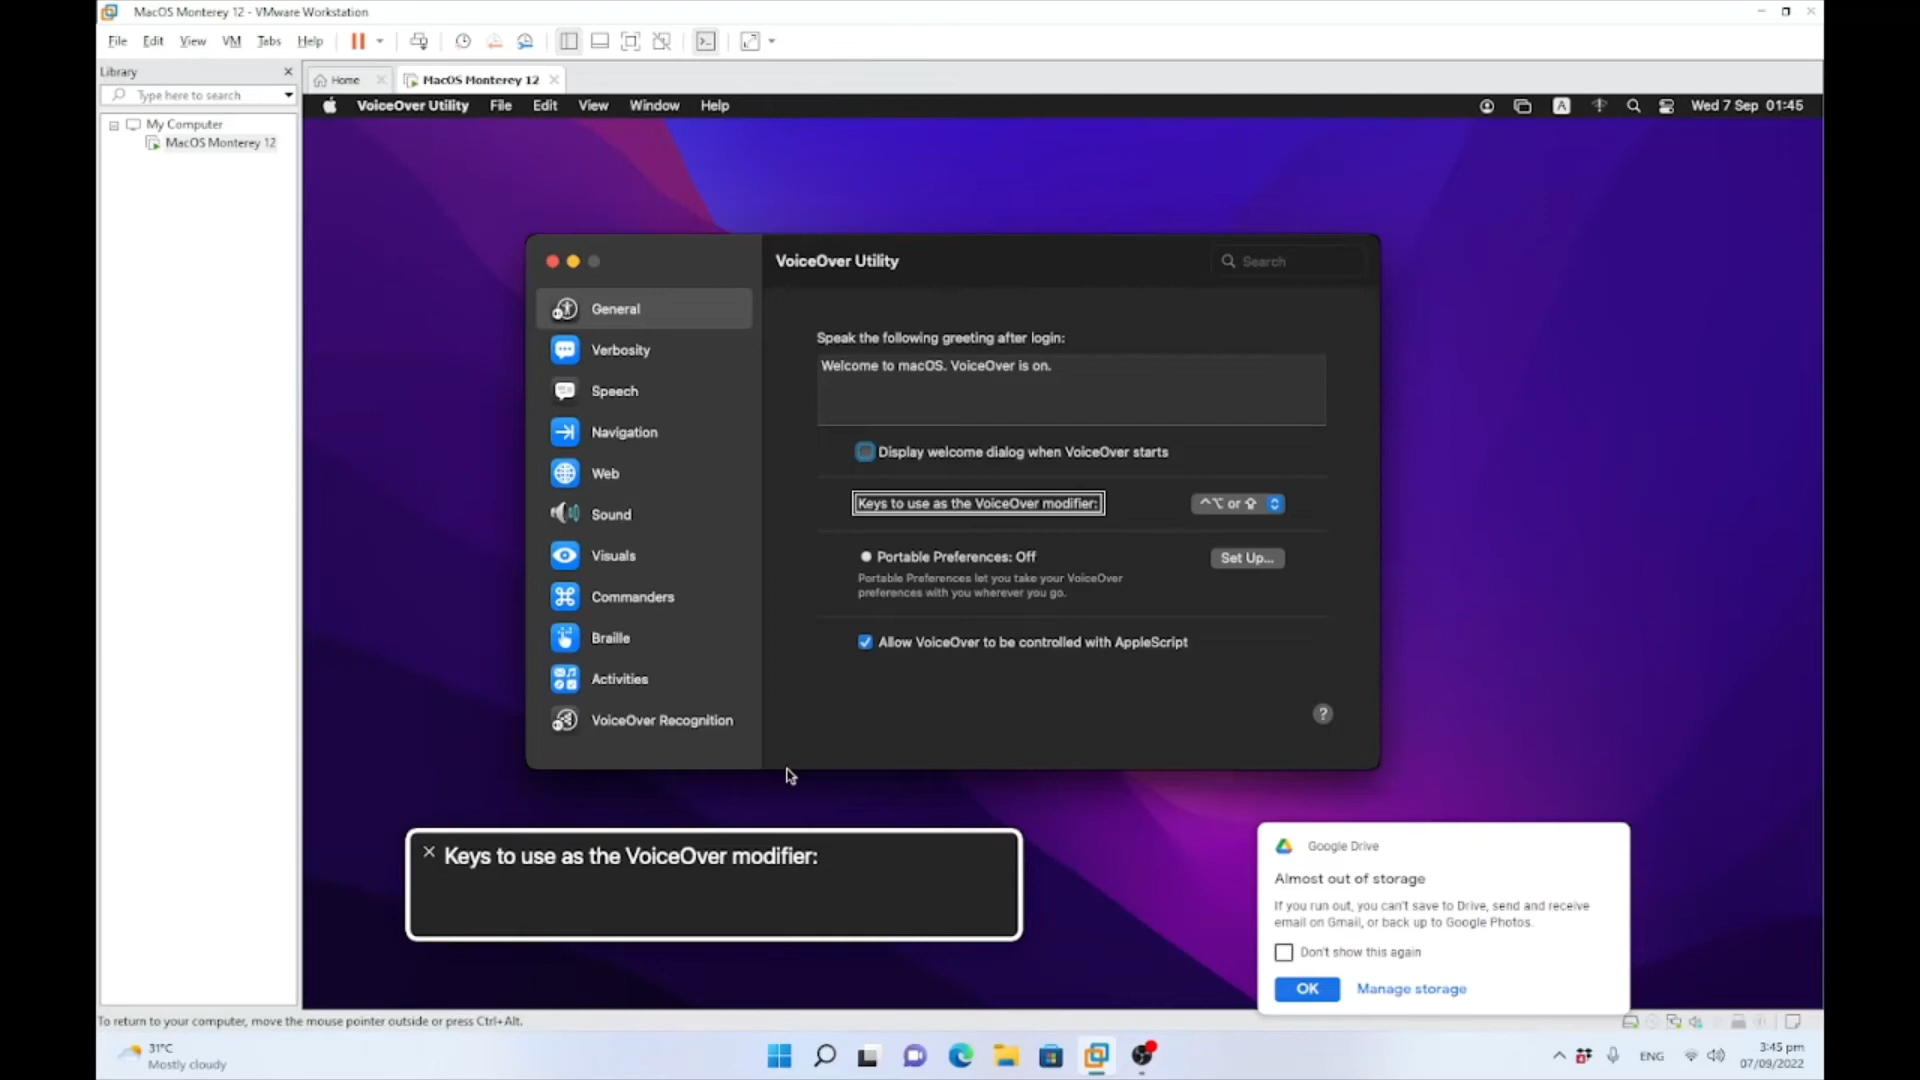 MacOS Monterey 12 - VMware Workstation
File Edit View VM Tabs Help
Library
Type here to search
My Computer
MacOS Monterey 12
Home
MacOS Monterey 12
VoiceOver Utility File Edit View Window Help
A
Wed 7 Sep 01:45
VoiceOver Utility
Search
General
Verbosity
Speech
Navigation
Web
Sound
Visuals
Commanders
Braille
Activities
VoiceOver Recognition
Speak the following greeting after login:
Welcome to macOS. VoiceOver is on.
Display welcome dialog when VoiceOver starts
Keys to use as the VoiceOver modifier:
^⌥ or ⇧
Portable Preferences: Off
Set Up...
Portable Preferences let you take your VoiceOver
preferences with you wherever you go.
Allow VoiceOver to be controlled with AppleScript
?
Keys to use as the VoiceOver modifier:
Google Drive
Almost out of storage
If you run out, you can't save to Drive, send and receive
email on Gmail, or back up to Google Photos.
Don't show this again
OK
Manage storage
To return to your computer, move the mouse pointer outside or press Ctrl+Alt.
31°C
Mostly cloudy
ENG
3:45 pm
07/09/2022